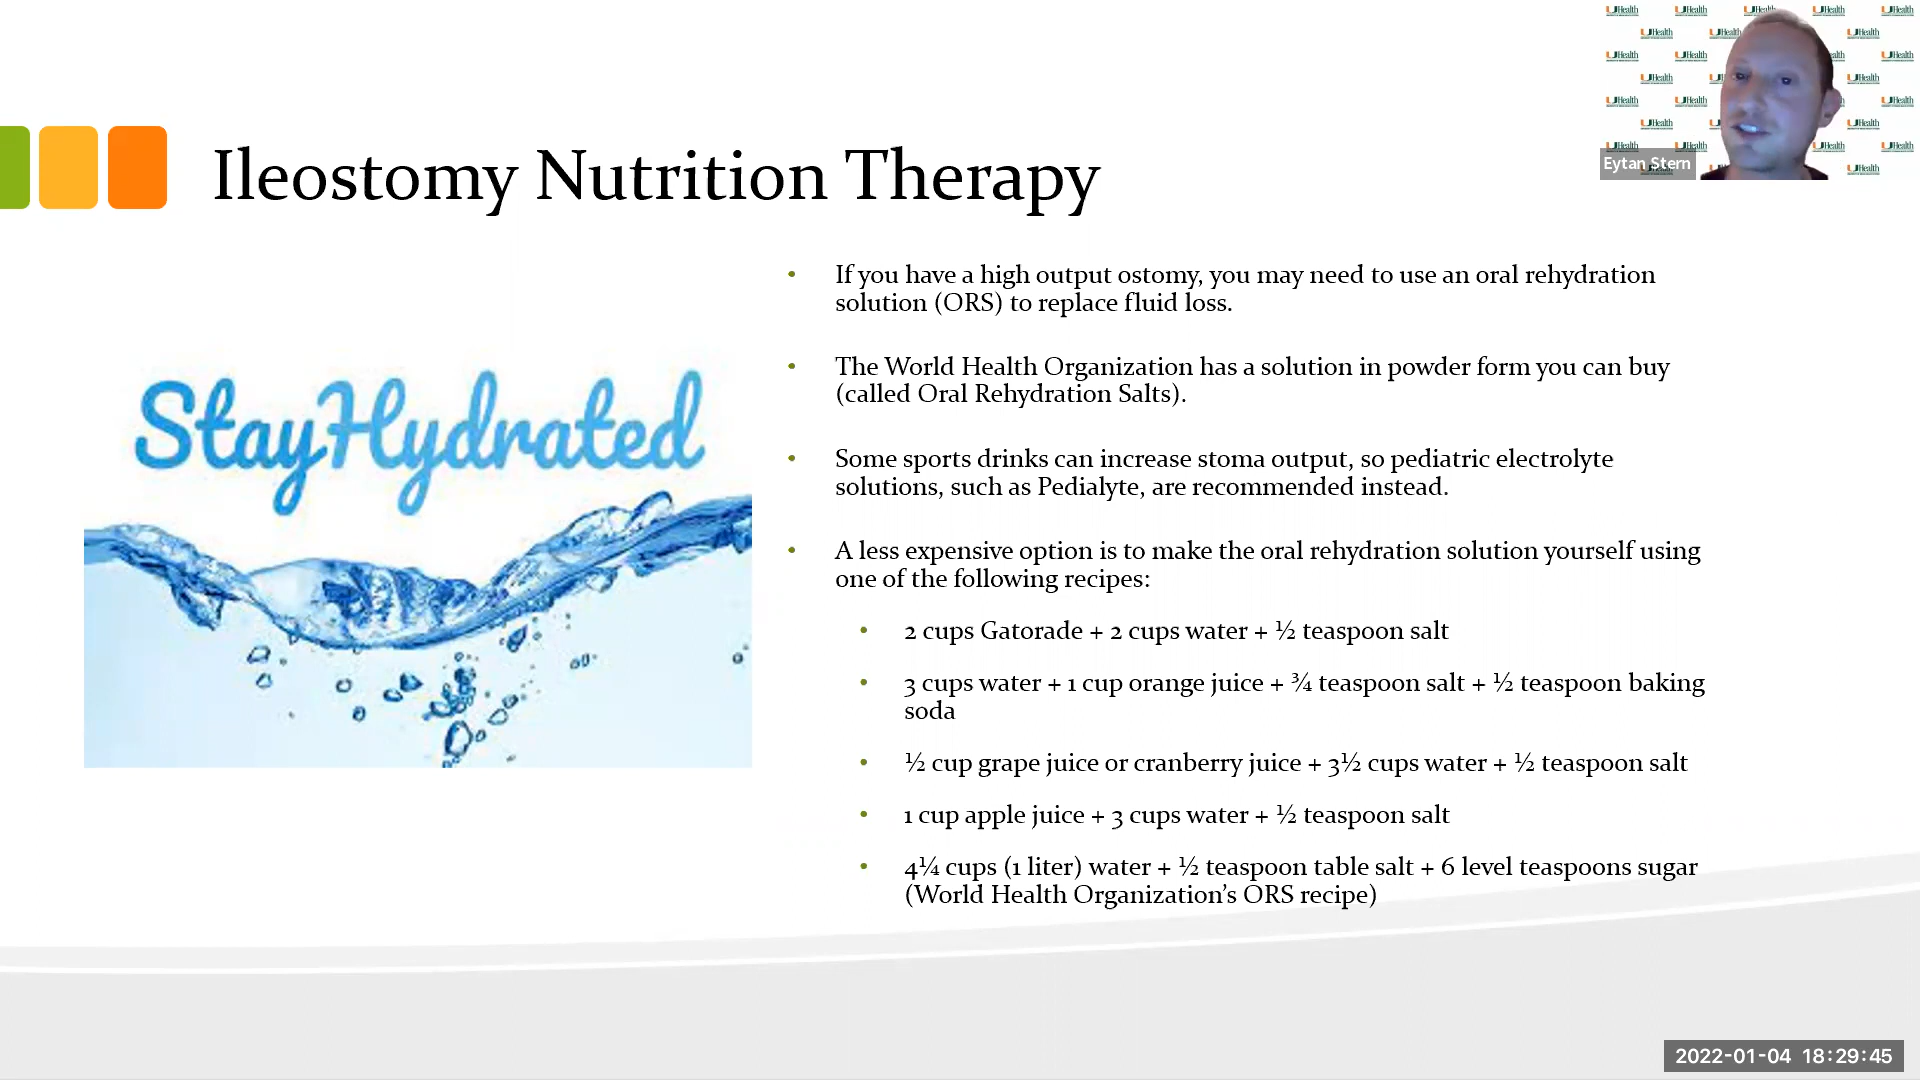 UHealth
Eytan Stern
Ileostomy Nutrition Therapy
StayHydrated
• If you have a high output ostomy, you may need to use an oral rehydration
solution (ORS) to replace fluid loss.
• The World Health Organization has a solution in powder form you can buy
(called Oral Rehydration Salts).
• Some sports drinks can increase stoma output, so pediatric electrolyte
solutions, such as Pedialyte, are recommended instead.
• A less expensive option is to make the oral rehydration solution yourself using
one of the following recipes:
• 2 cups Gatorade + 2 cups water + ½ teaspoon salt
• 3 cups water + 1 cup orange juice + ¾ teaspoon salt + ½ teaspoon baking
soda
• ½ cup grape juice or cranberry juice + 3½ cups water + ½ teaspoon salt
• 1 cup apple juice + 3 cups water + ½ teaspoon salt
• 4¼ cups (1 liter) water + ½ teaspoon table salt + 6 level teaspoons sugar
(World Health Organization’s ORS recipe)
2022-01-04 18:29:45